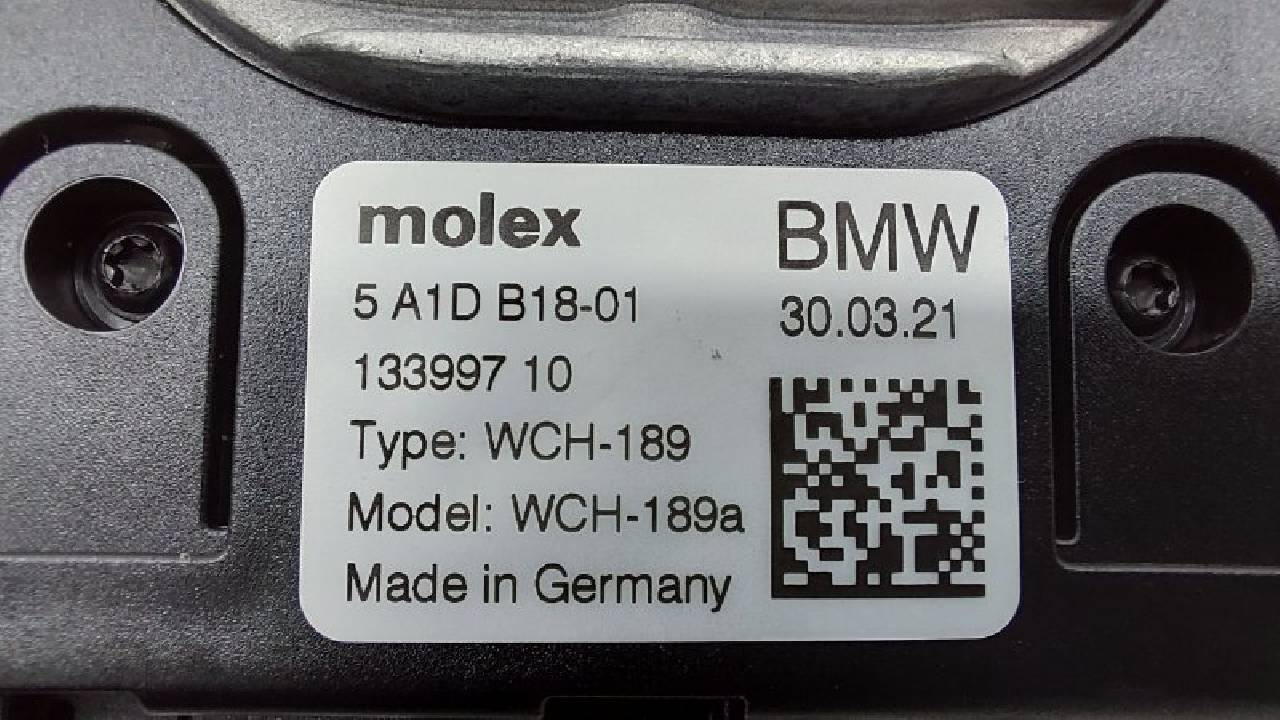 molex
BMW
5 A1D B18-01
30.03.21
133997 10
Type: WCH-189
Model: WCH-189a
Made in Germany